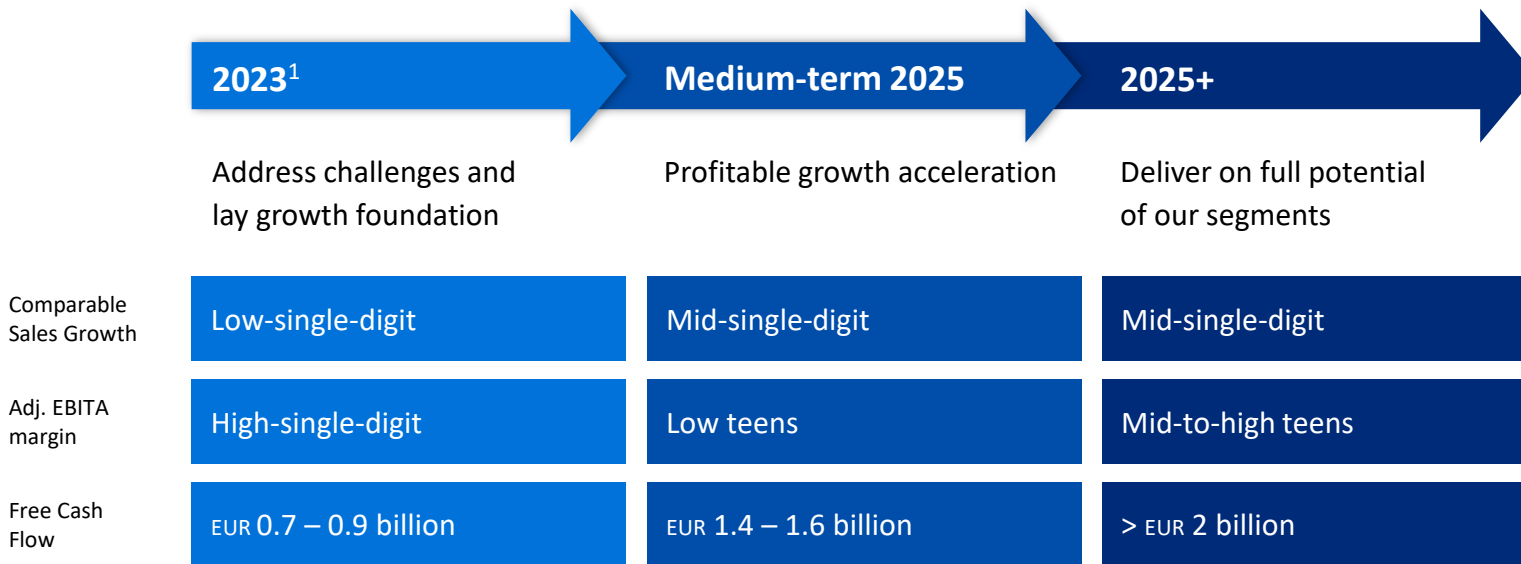 2023¹
Medium-term 2025
2025+
Address challenges and
lay growth foundation
Profitable growth acceleration
Deliver on full potential
of our segments
Comparable
Sales Growth
Low-single-digit
Mid-single-digit
Mid-single-digit
Adj. EBITA
margin
High-single-digit
Low teens
Mid-to-high teens
Free Cash
Flow
EUR 0.7 – 0.9 billion
EUR 1.4 – 1.6 billion
> EUR 2 billion